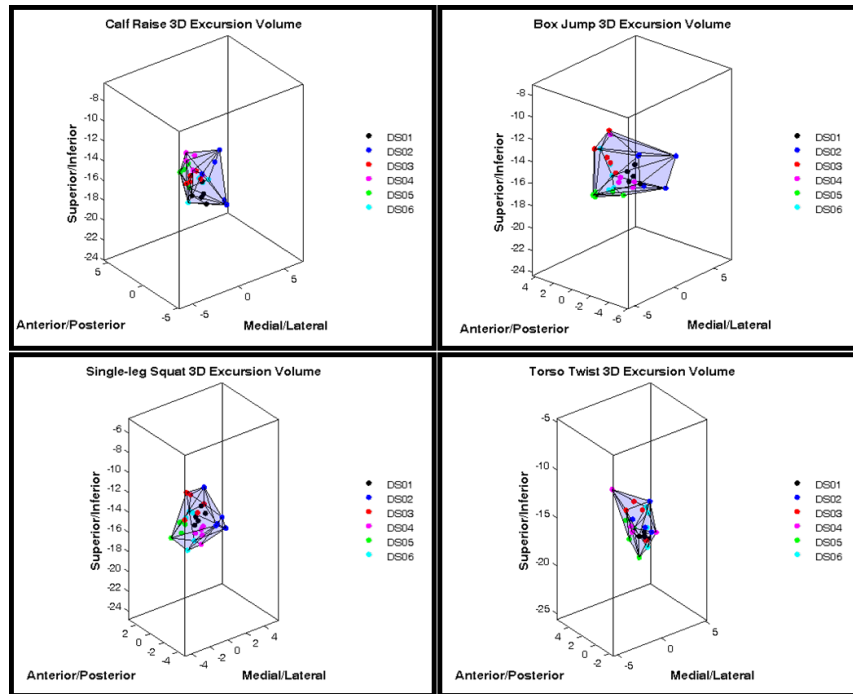 Calf Raise 3D Excursion Volume
Superior/Inferior
-8
-10
-12
-14
-16
-18
-20
-22
-24
5
0
-5
-5
0
5
Anterior/Posterior
Medial/Lateral
DS01
DS02
DS03
DS04
DS05
DS06
Box Jump 3D Excursion Volume
Superior/Inferior
-8
-10
-12
-14
-16
-18
-20
-22
-24
4
2
0
-2
-4
-6
-5
0
5
Anterior/Posterior
Medial/Lateral
DS01
DS02
DS03
DS04
DS05
DS06
Single-leg Squat 3D Excursion Volume
Superior/Inferior
-6
-8
-10
-12
-14
-16
-18
-20
-22
-24
2
0
-2
-4
-4
-2
0
2
4
Anterior/Posterior
Medial/Lateral
DS01
DS02
DS03
DS04
DS05
DS06
Torso Twist 3D Excursion Volume
Superior/Inferior
-5
-10
-15
-20
-25
4
2
0
-2
-5
0
5
Anterior/Posterior
Medial/Lateral
DS01
DS02
DS03
DS04
DS05
DS06